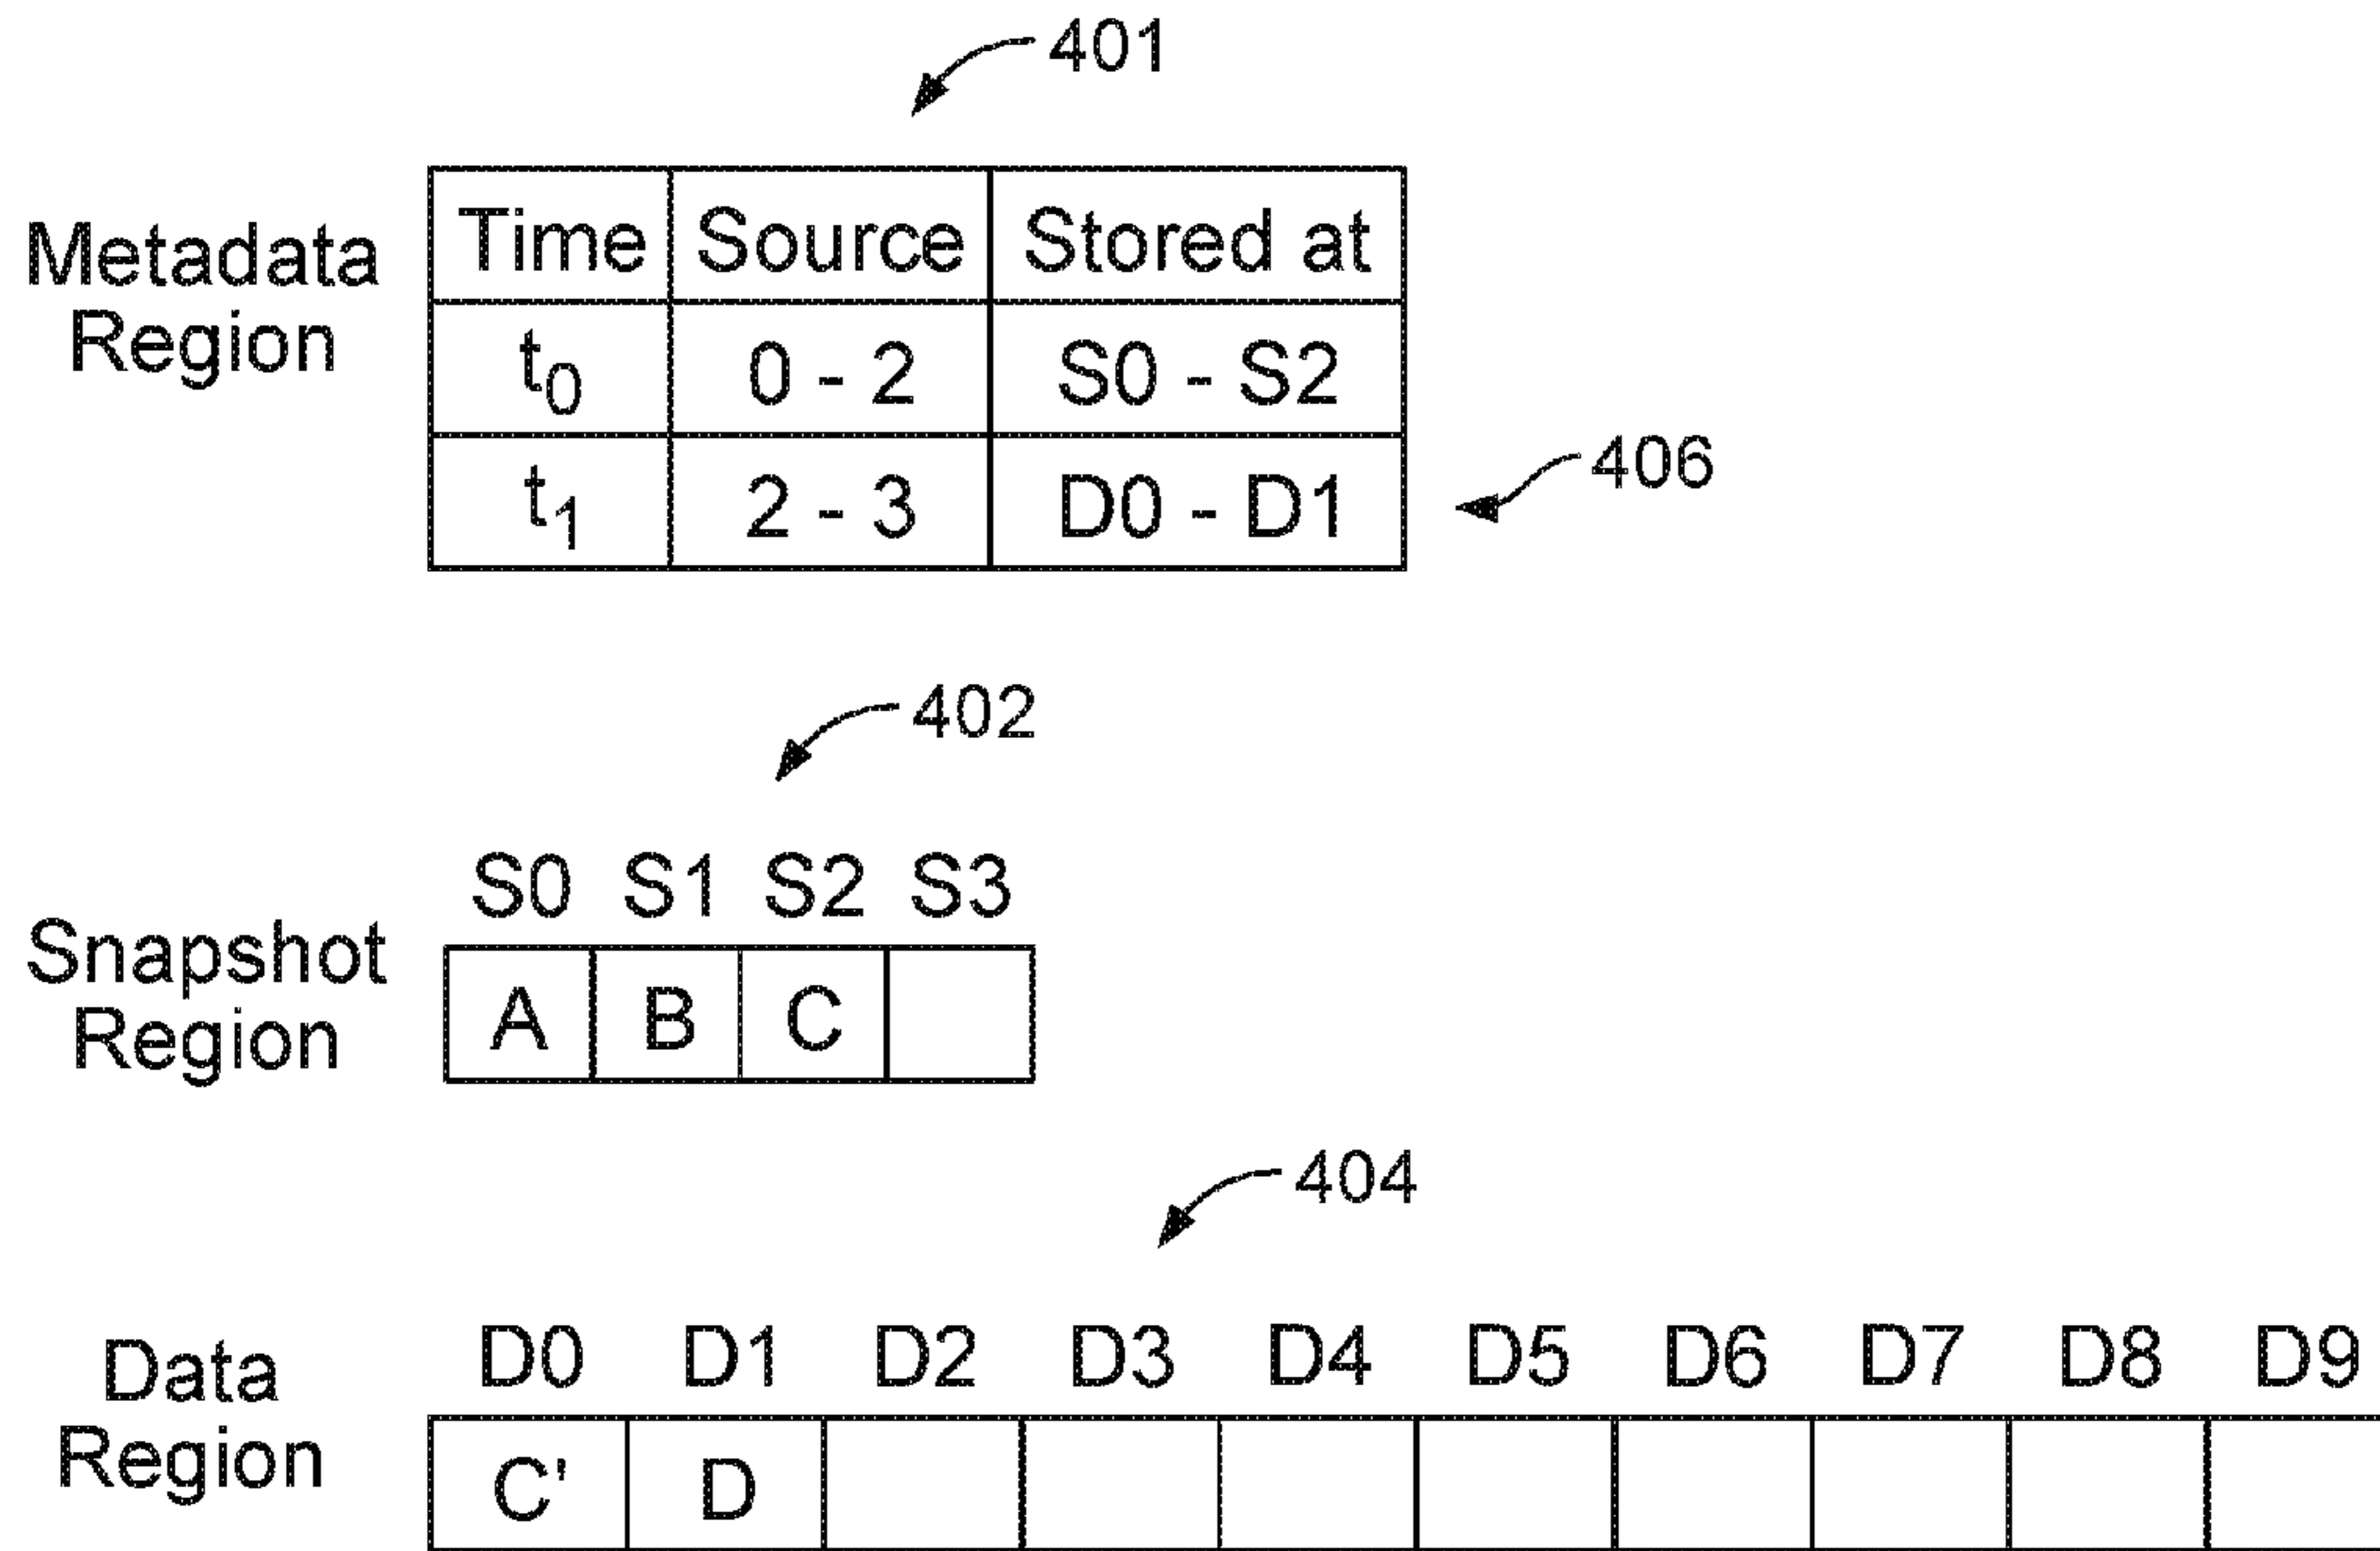 401
Metadata
Region
Time Source Stored at
t0 0 - 2 S0 - S2
t1 2 - 3 D0 - D1
406
402
Snapshot
Region
S0 S1 S2 S3
A B C
404
Data
Region
D0 D1 D2 D3 D4 D5 D6 D7 D8 D9
C' D